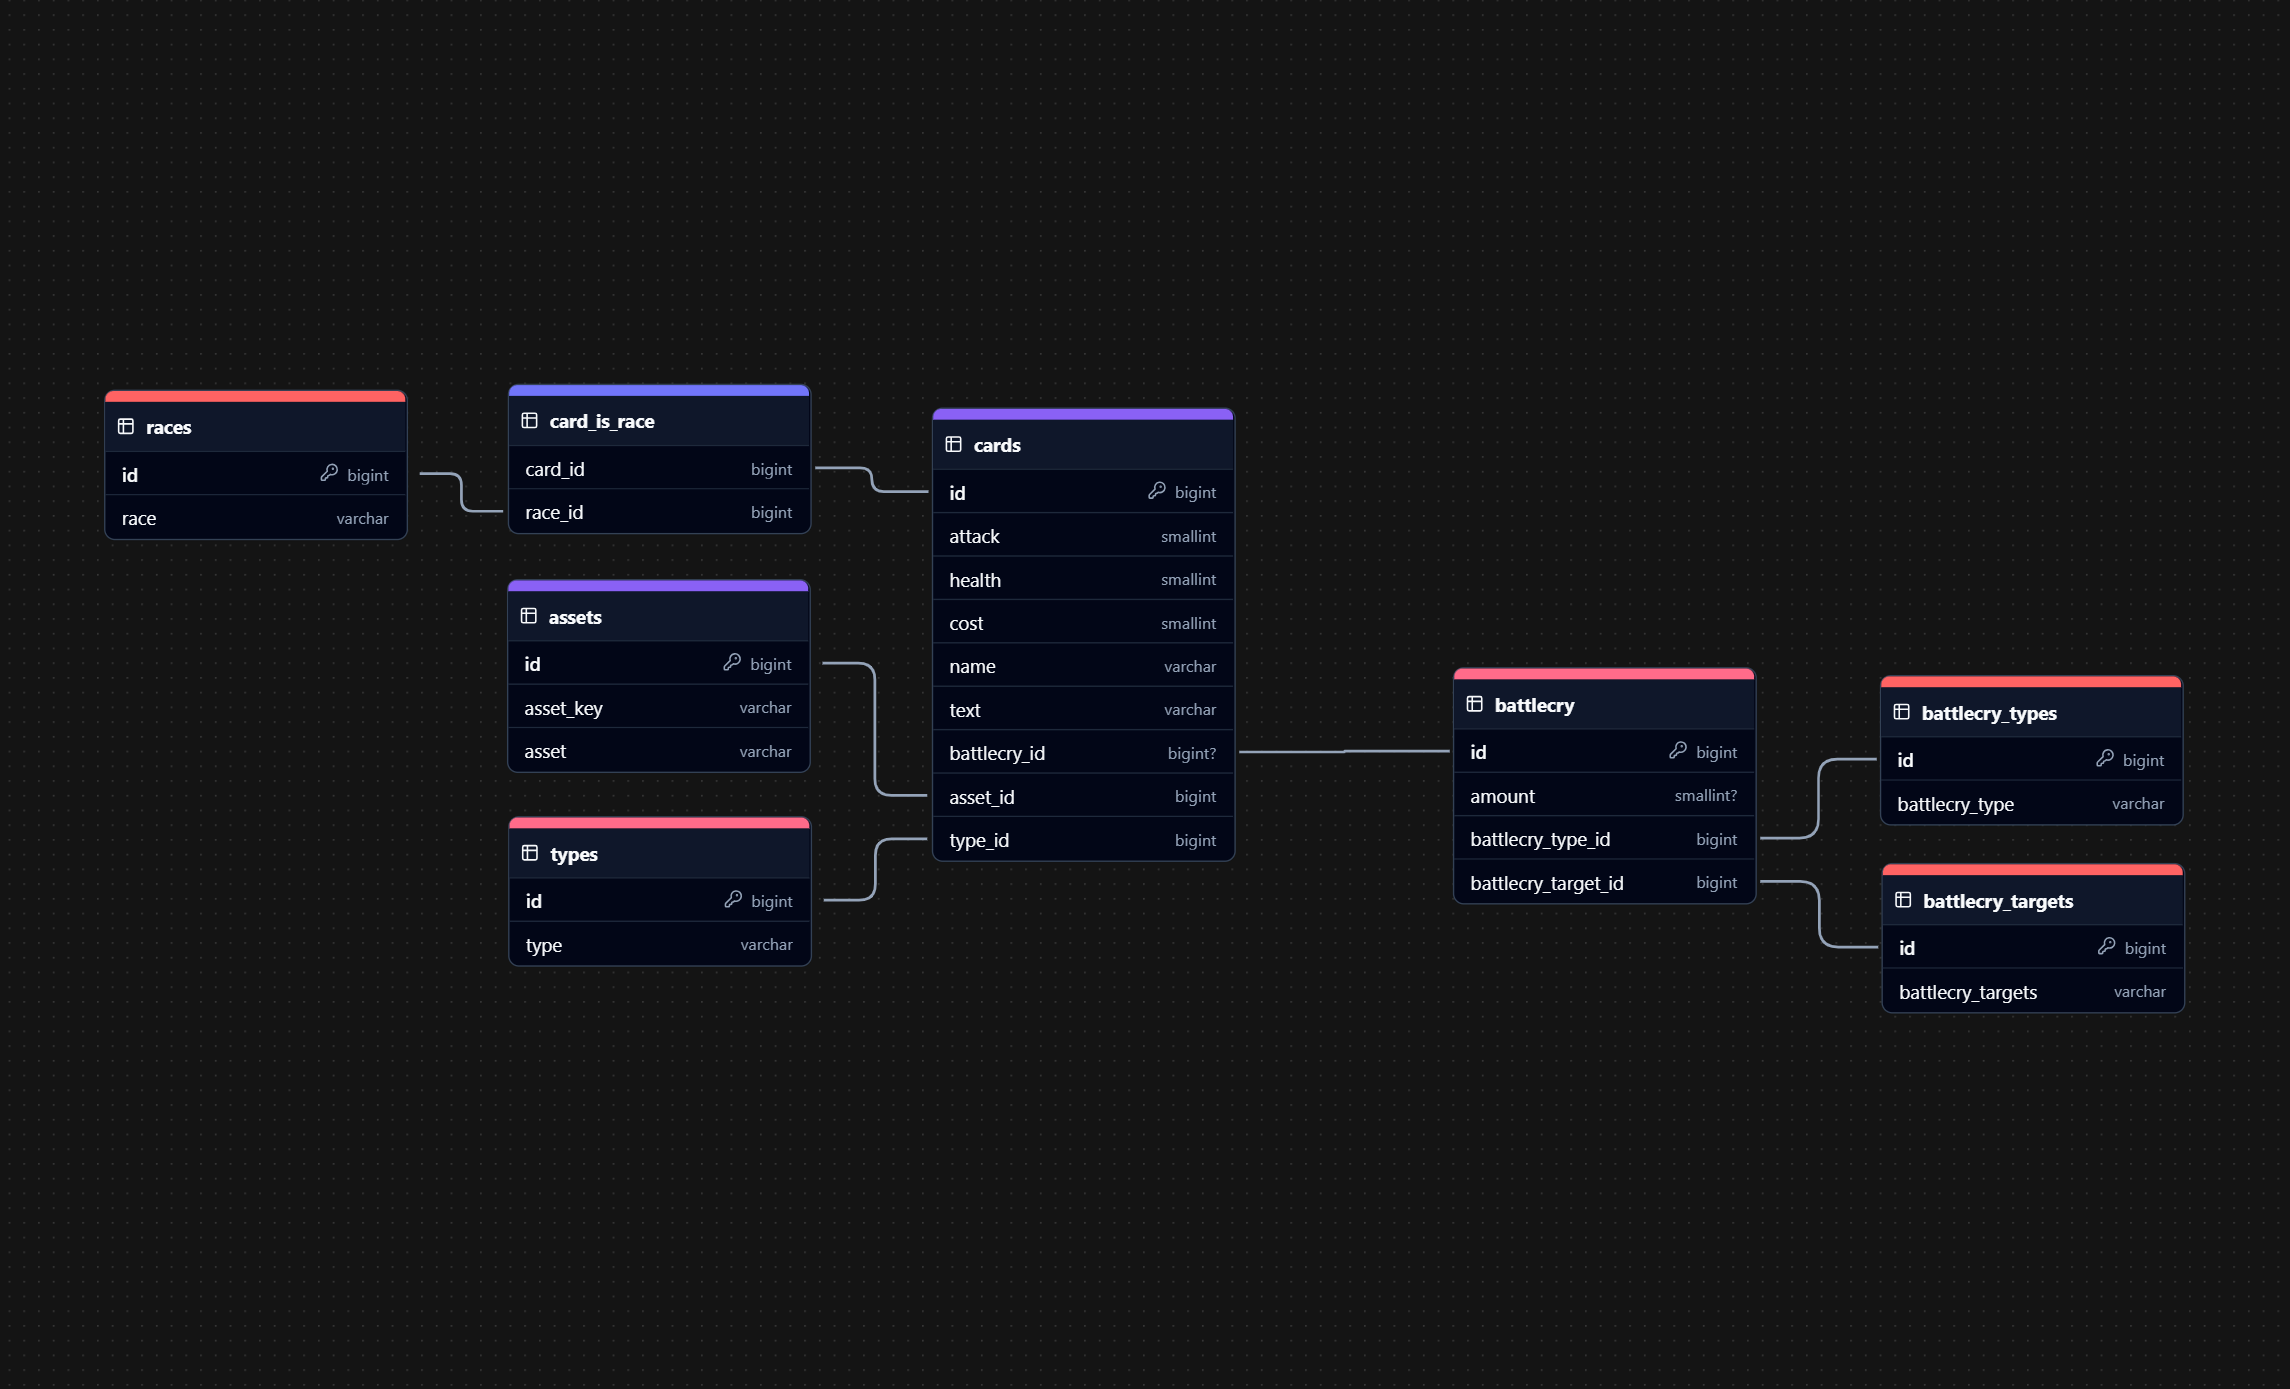 races
id bigint
race varchar
card_is_race
card_id bigint
race_id bigint
assets
id bigint
asset_key varchar
asset varchar
types
id bigint
type varchar
cards
id bigint
attack smallint
health smallint
cost smallint
name varchar
text varchar
battlecry_id bigint?
asset_id bigint
type_id bigint
battlecry
id bigint
amount smallint?
battlecry_type_id bigint
battlecry_target_id bigint
battlecry_types
id bigint
battlecry_type varchar
battlecry_targets
id bigint
battlecry_targets varchar